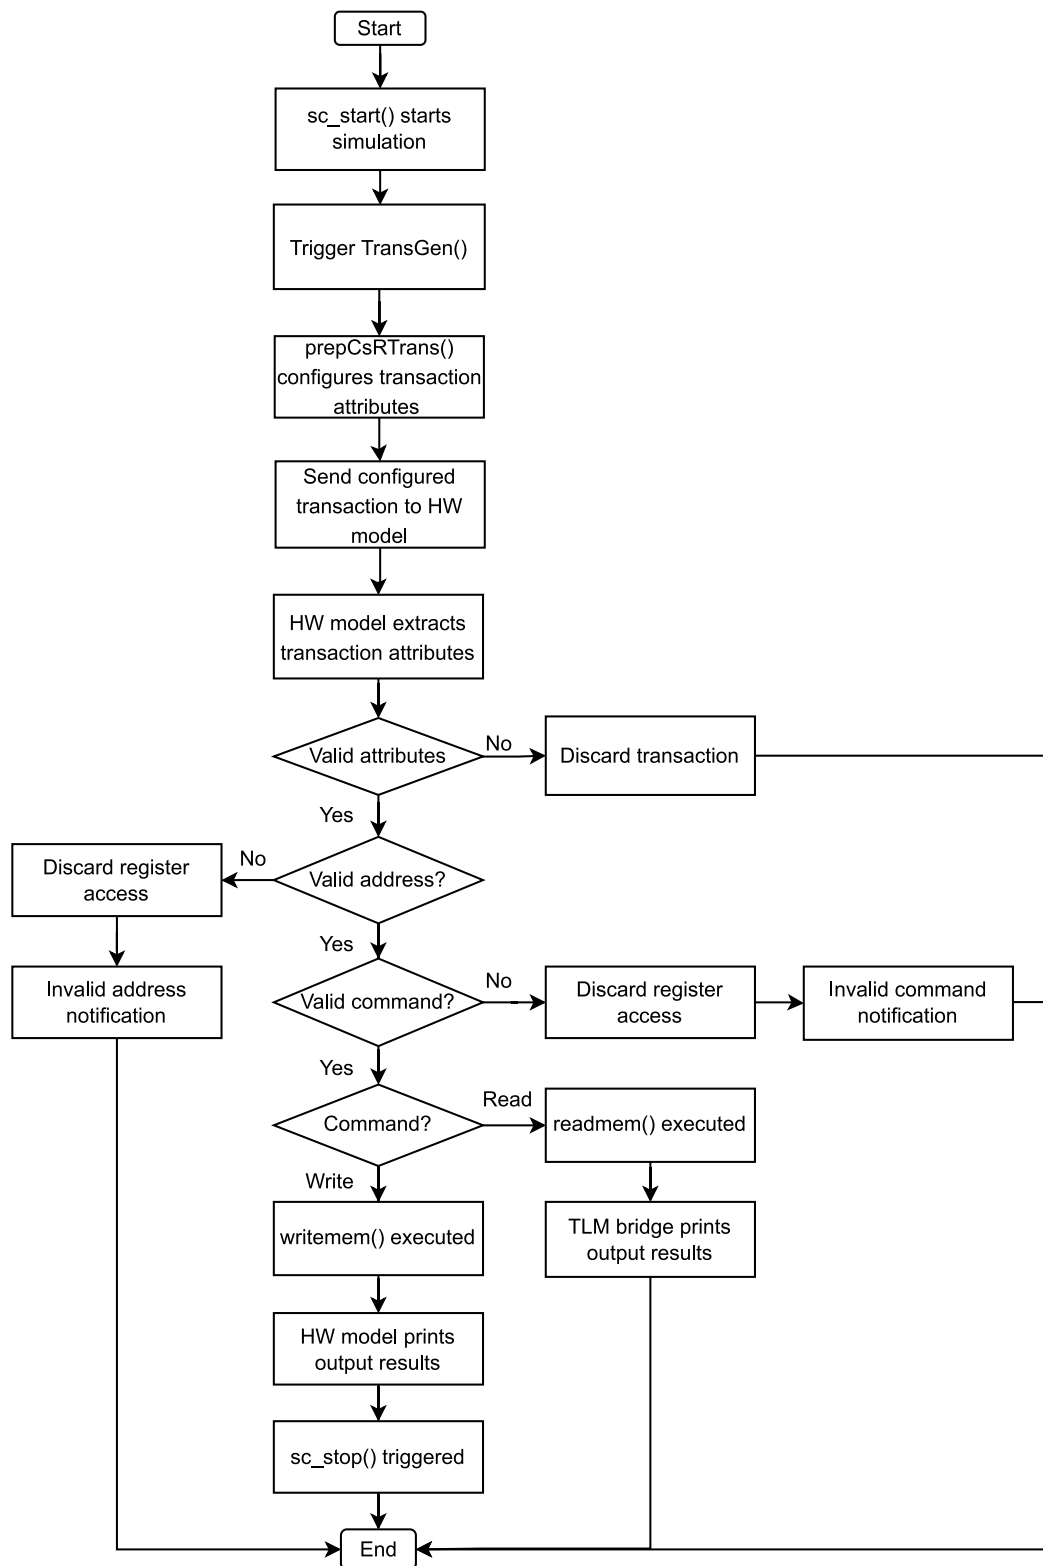 Start
sc_start() starts
simulation
Trigger TransGen()
prepCsRTrans()
configures transaction
attributes
Send configured
transaction to HW
model
HW model extracts
transaction attributes
Valid attributes
No
Discard transaction
Yes
Valid address?
No
Discard register
access
Invalid address
notification
Yes
Valid command?
No
Discard register
access
Invalid command
notification
Yes
Command?
Read
readmem() executed
TLM bridge prints
output results
Write
writemem() executed
HW model prints
output results
sc_stop() triggered
End